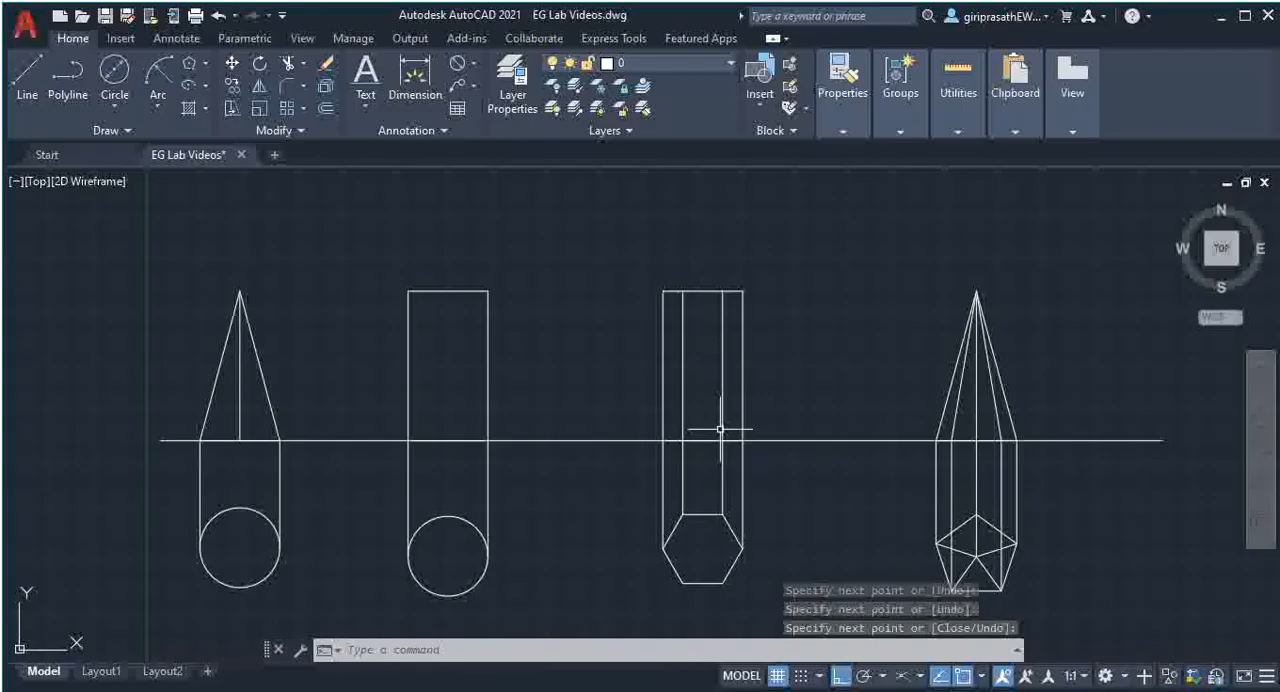 Autodesk AutoCAD 2021 EG Lab Videos.dwg
Type a keyword or phrase
giriprasathEW...
Home Insert Annotate Parametric View Manage Output Add-ins Collaborate Express Tools Featured Apps
0
Line Polyline Circle Arc Text Dimension Layer Properties Insert Properties Groups Utilities Clipboard View
Draw Modify Annotation Layers Block
Start EG Lab Videos*
[−][Top][2D Wireframe]
N
W TOP E
S
WCS
Specify next point or [Undo]:
Specify next point or [Undo]:
Specify next point or [Close/Undo]:
Y
X
Type a command
Model Layout1 Layout2 +
MODEL 1:1